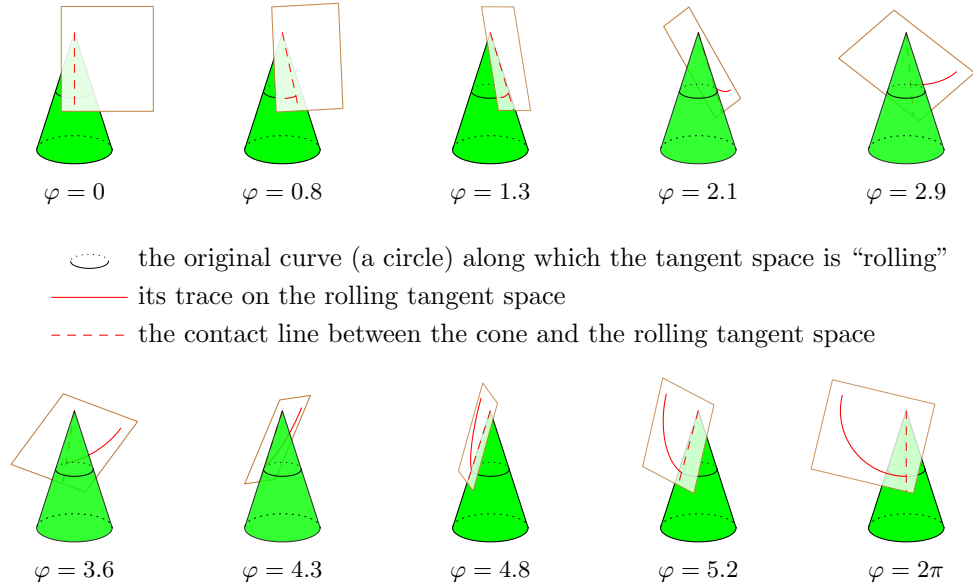 φ = 0 φ = 0.8 φ = 1.3 φ = 2.1 φ = 2.9
the original curve (a circle) along which the tangent space is “rolling”
its trace on the rolling tangent space
the contact line between the cone and the rolling tangent space
φ = 3.6 φ = 4.3 φ = 4.8 φ = 5.2 φ = 2π